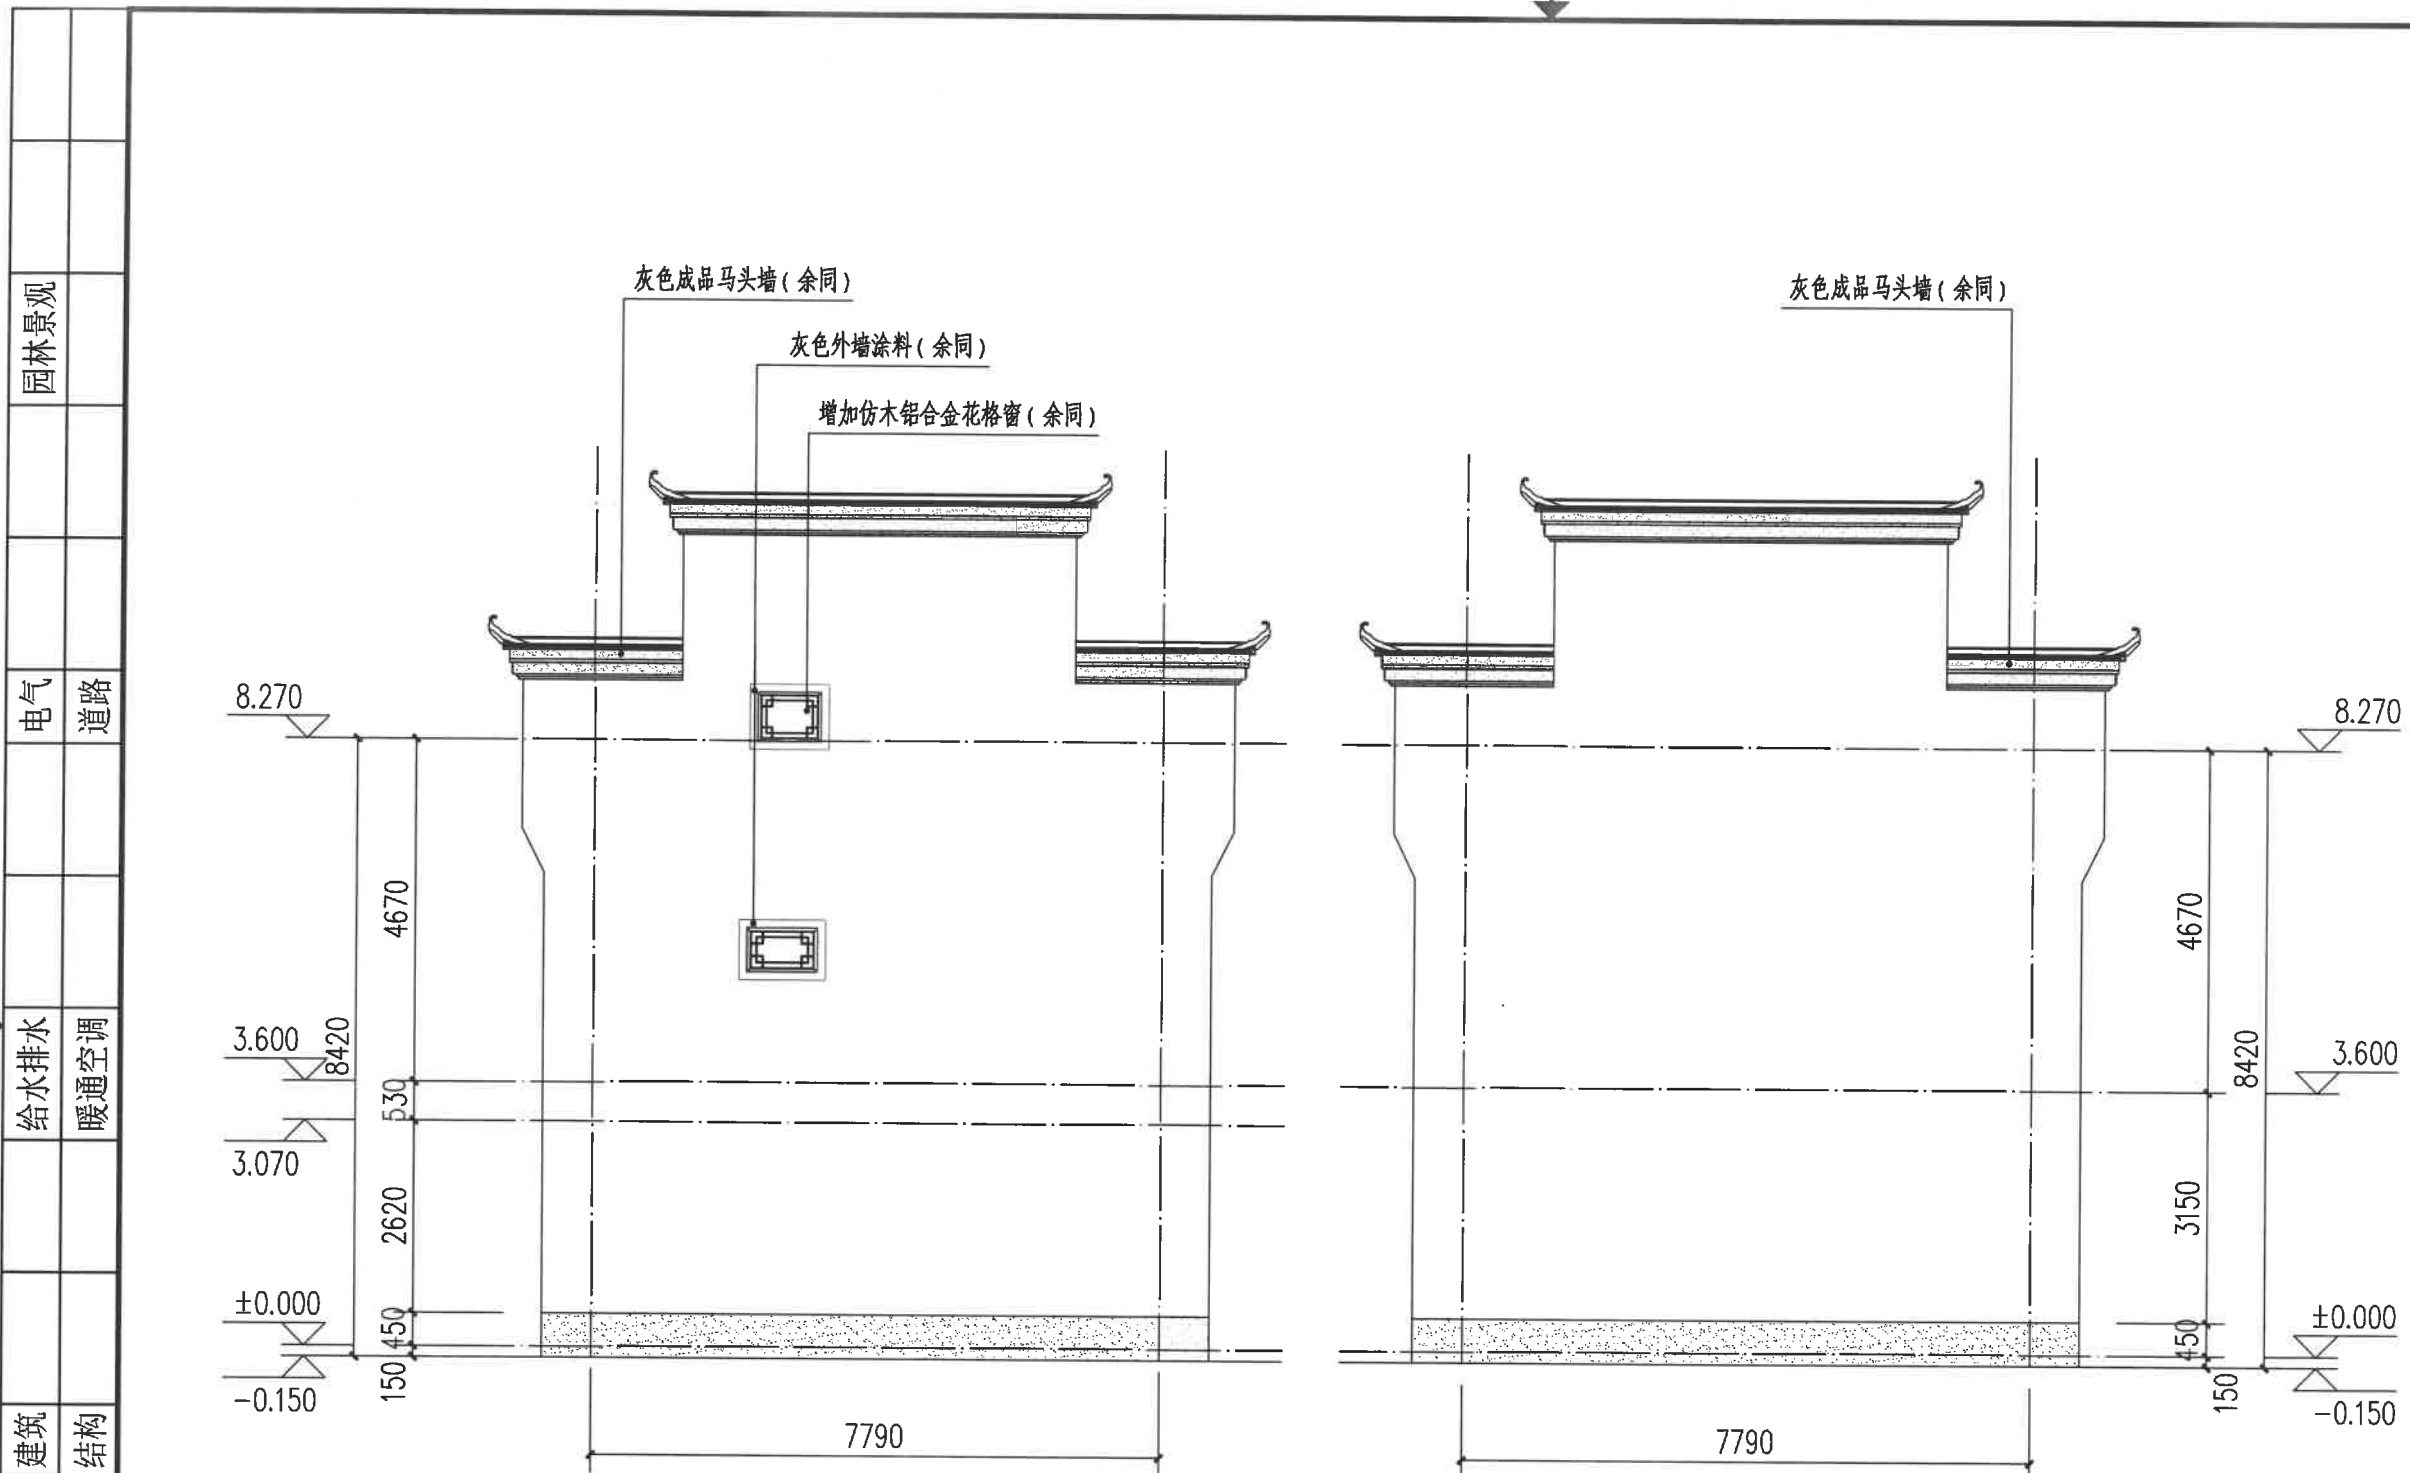 园林景观
电气
道路
给水排水
暖通空调
建筑
结构
灰色成品马头墙(余同)
灰色外墙涂料(余同)
增加仿木铝合金花格窗(余同)
8.270
3.600
3.070
±0.000
-0.150
8420
4670
530
2620
450
150
7790
灰色成品马头墙(余同)
8.270
3.600
±0.000
-0.150
4670
3150
450
150
8420
7790